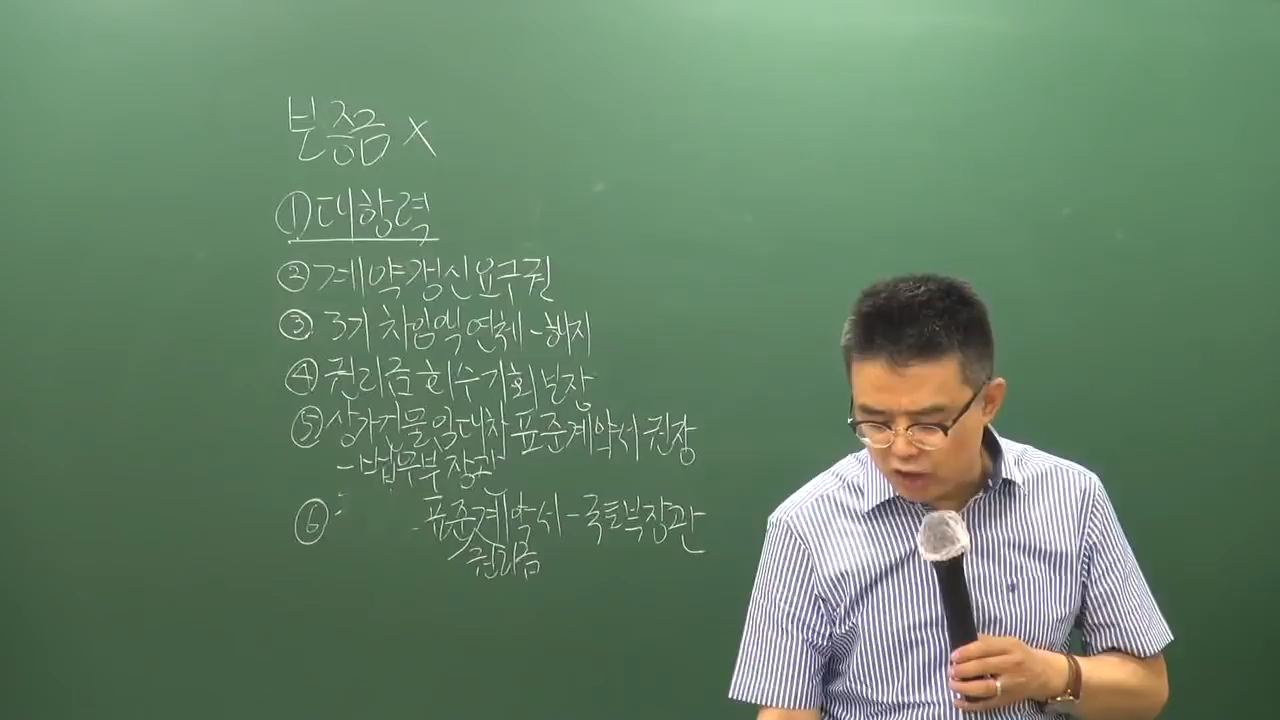 보증금 X
① 대항력
② 계약갱신요구권
③ 3기 차임액 연체 - 해지
④ 권리금 회수기회 보장
⑤ 상가건물임대차 표준계약서 권장
- 법무부장관
⑥ 〃 표준계약서 - 국토부장관
권리금